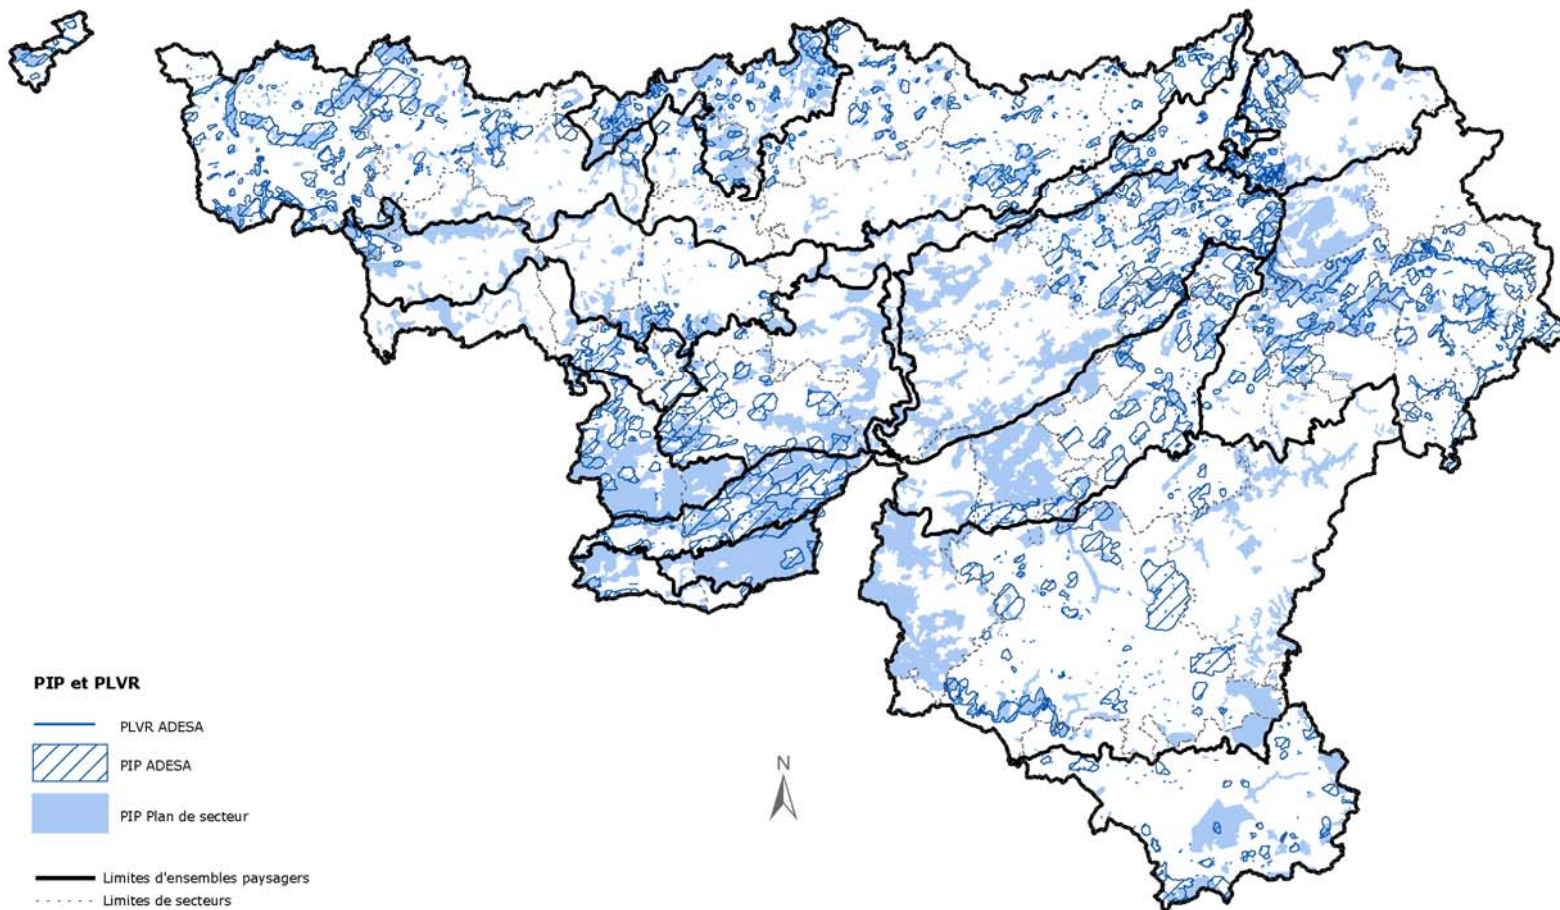 PIP et PLVR
PLVR ADESA
PIP ADESA
PIP Plan de secteur
Limites d'ensembles paysagers
Limites de secteurs
N